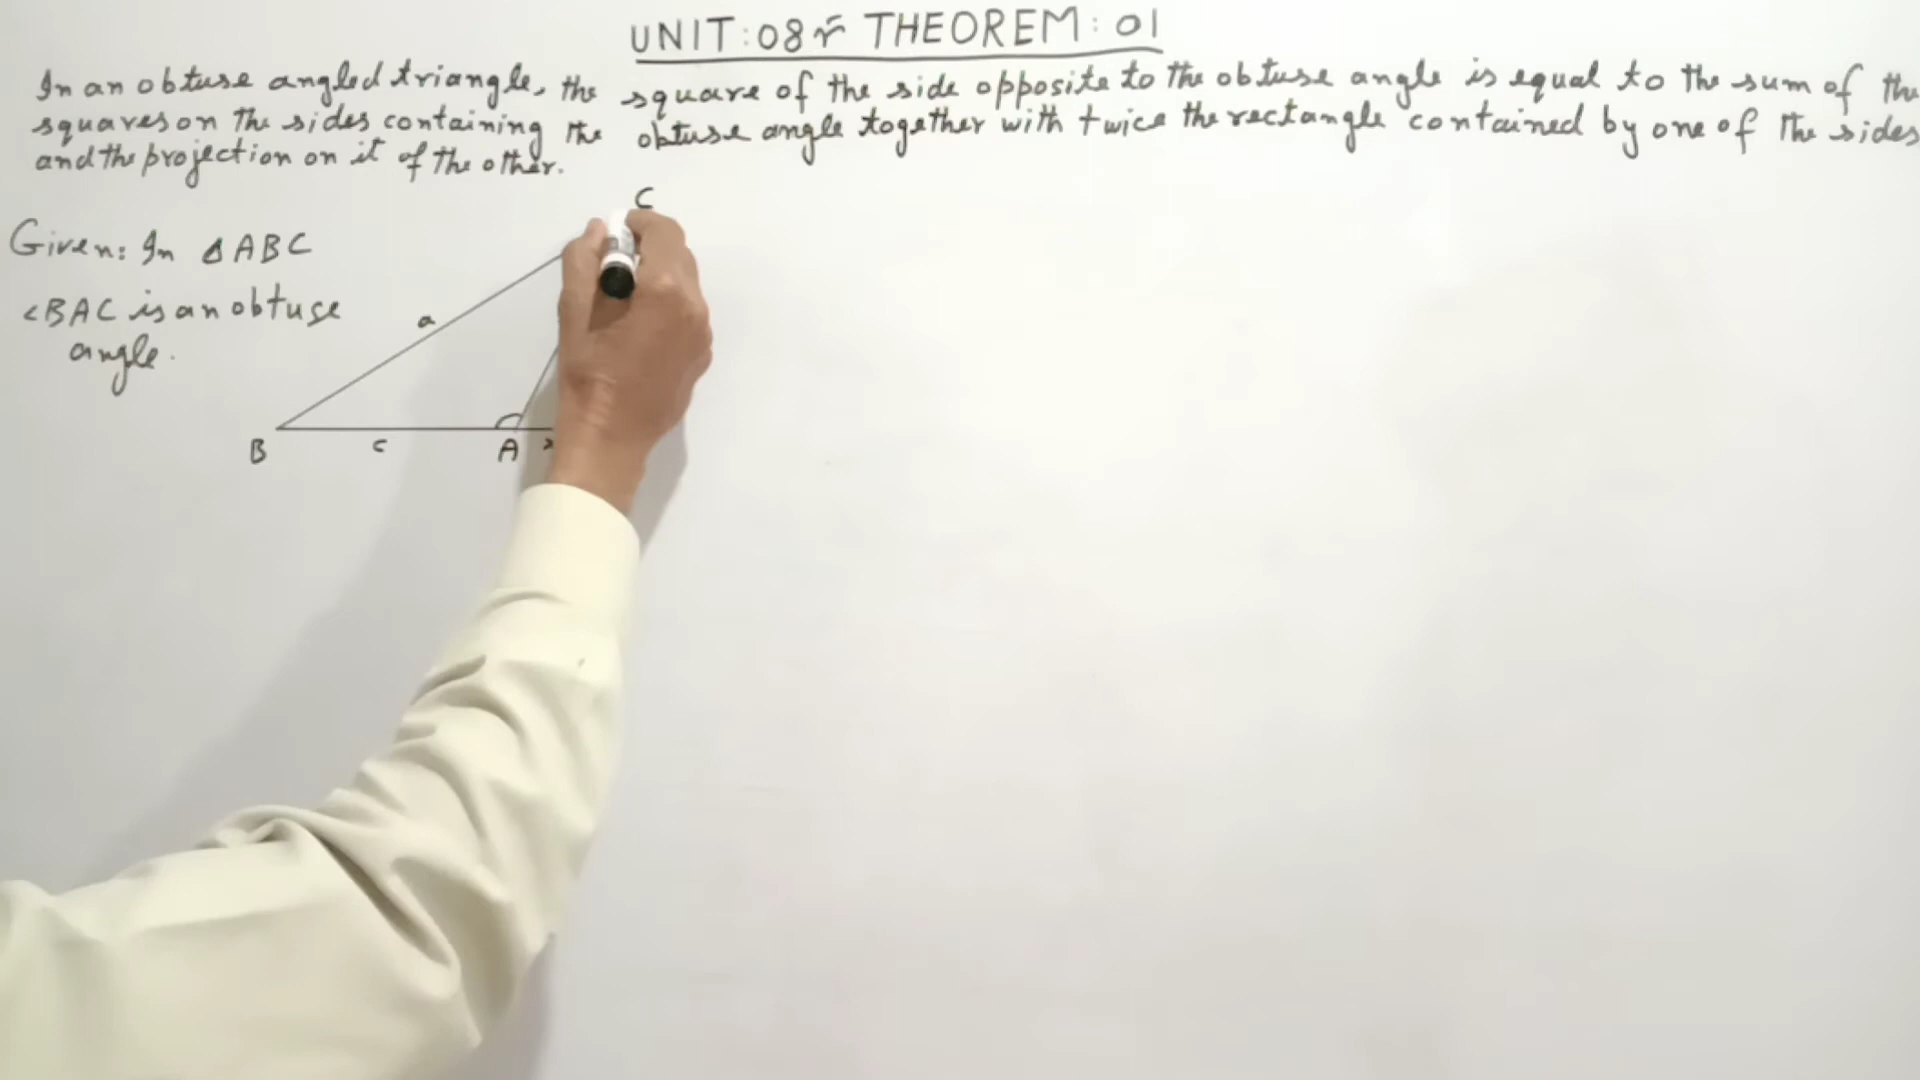 UNIT:08 THEOREM:01
In an obtuse angled triangle, the square of the side opposite to the obtuse angle is equal to the sum of the
squares on the sides containing the obtuse angle together with twice the rectangle contained by one of the sides
and the projection on it of the other.
C
Given: In ΔABC
<BAC is an obtuse
angle.
a
B c A x